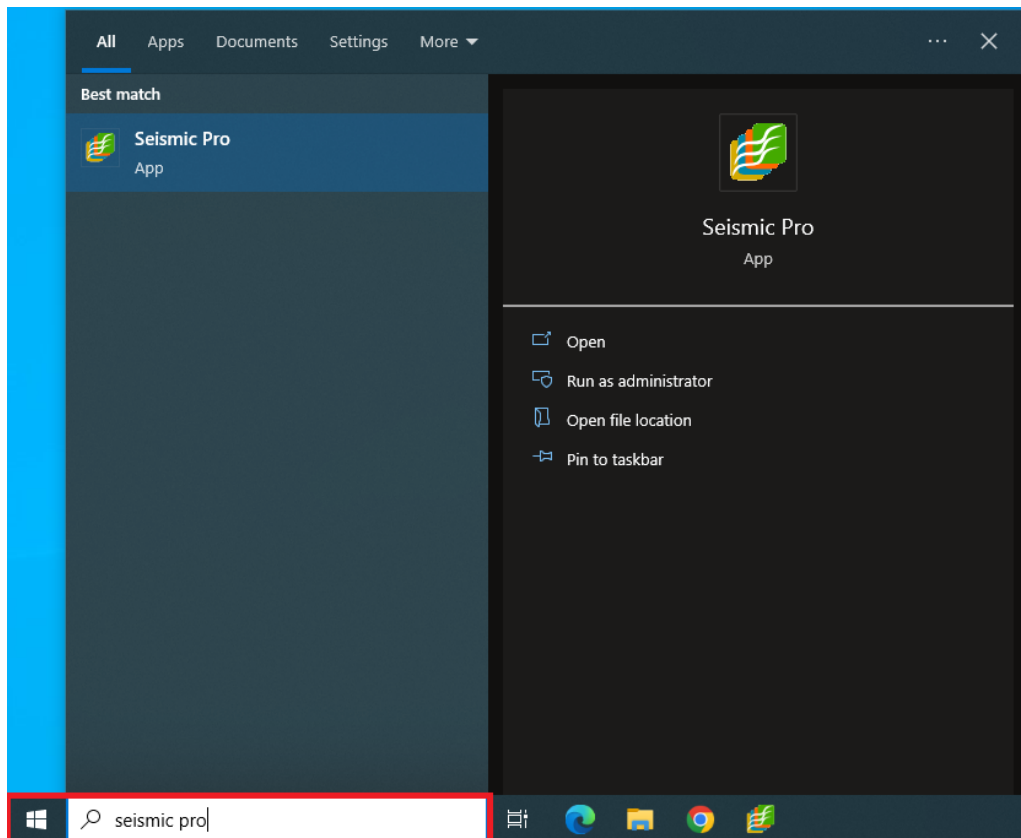 All Apps Documents Settings More
Best match
Seismic Pro
App
Seismic Pro
App
Open
Run as administrator
Open file location
Pin to taskbar
seismic pro